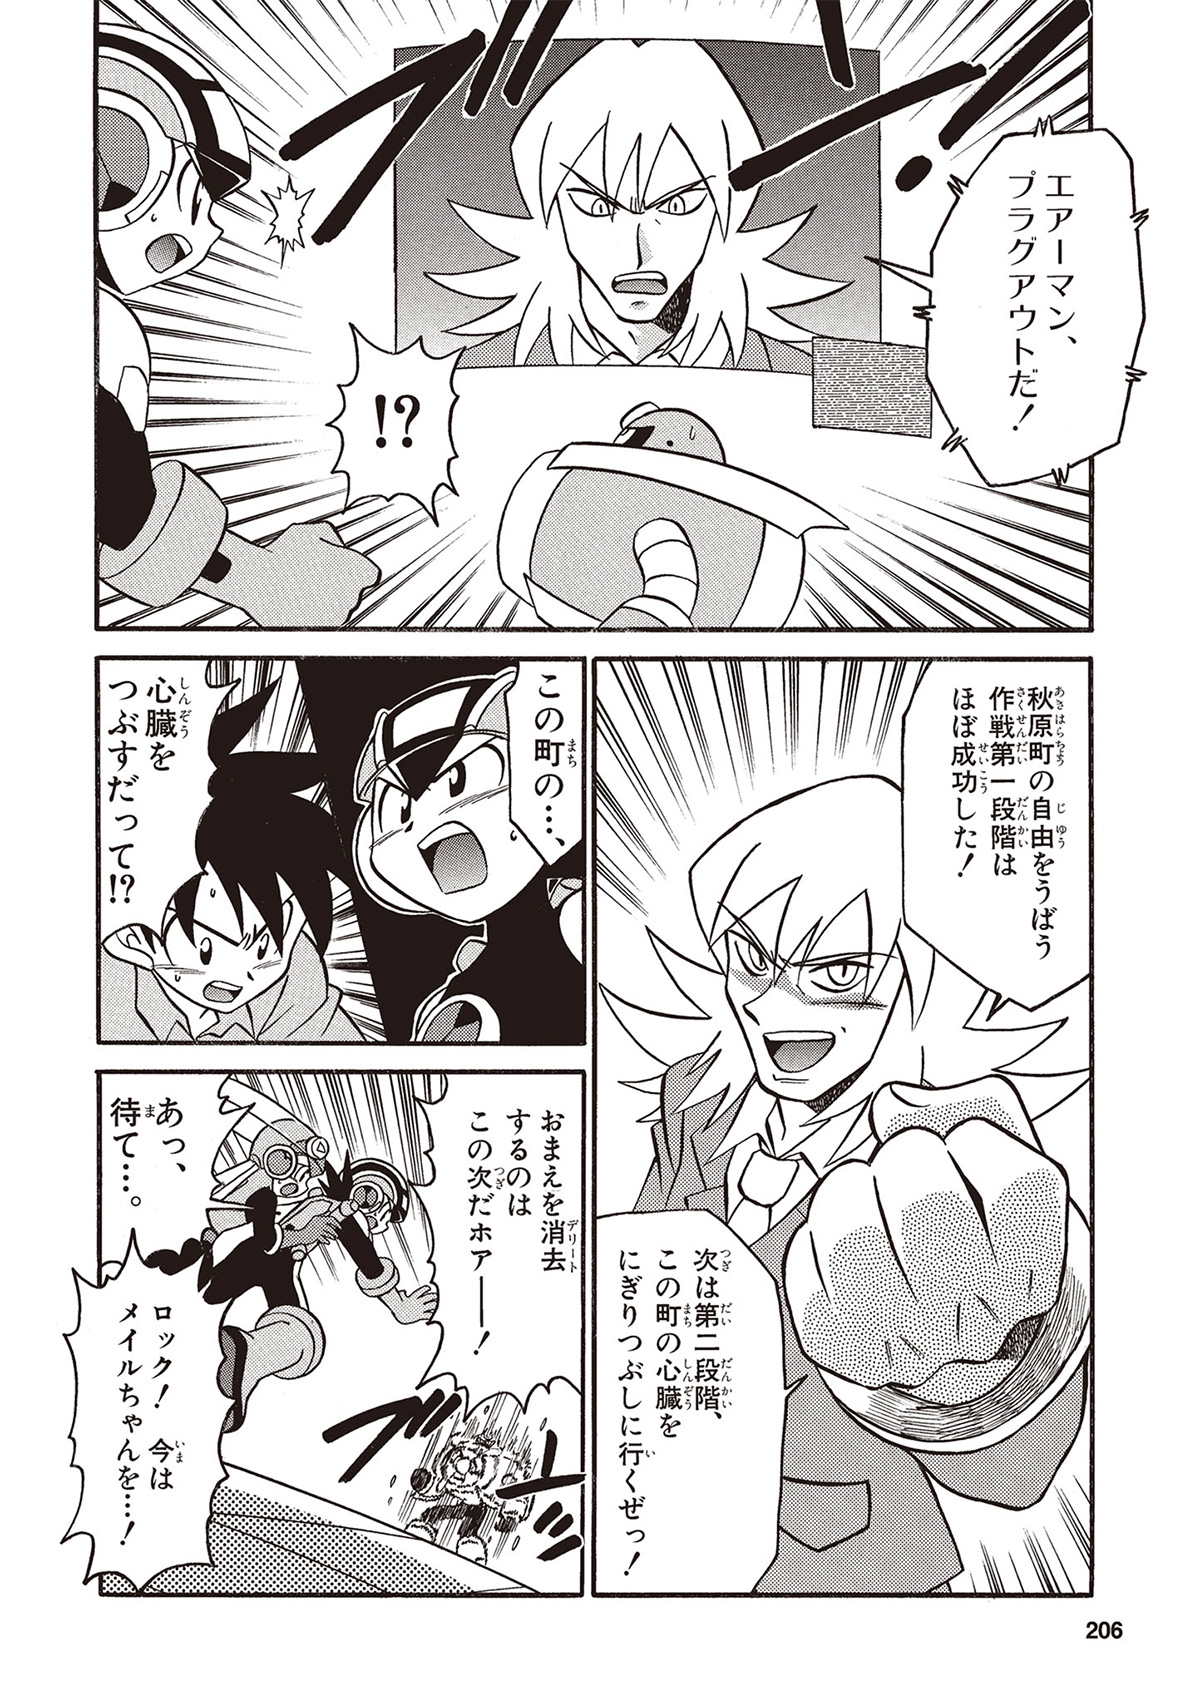 ブッ!
エアーマン、
プラグアウトだ!
!?
秋原町の自由をうばう
作戦第一段階は
ほぼ成功した!
次は第二段階、
この町の心臓を
にぎりつぶしに行くぜっ!
この町の…、
心臓を
つぶすだって!?
おまえを消去
するのは
この次だホアーー!
ブゥー
あっ、
待て…。
ロック! 今は
メイルちゃんを…!
206